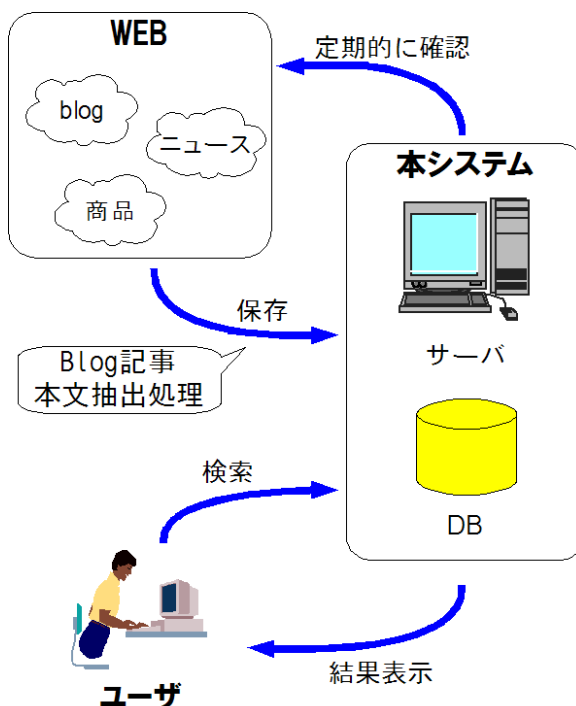 WEB
定期的に確認
blog
ニュース
商品
本システム
サーバ
保存
Blog記事
本文抽出処理
検索
DB
ユーザ
結果表示